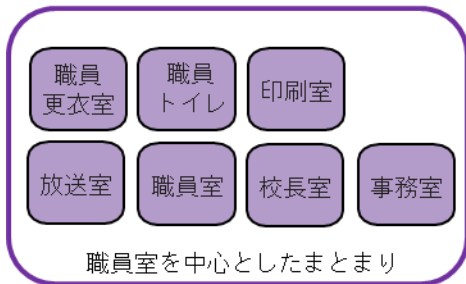 職員
更衣室
職員
トイレ
印刷室
放送室
職員室
校長室
事務室
職員室を中心としたまとまり